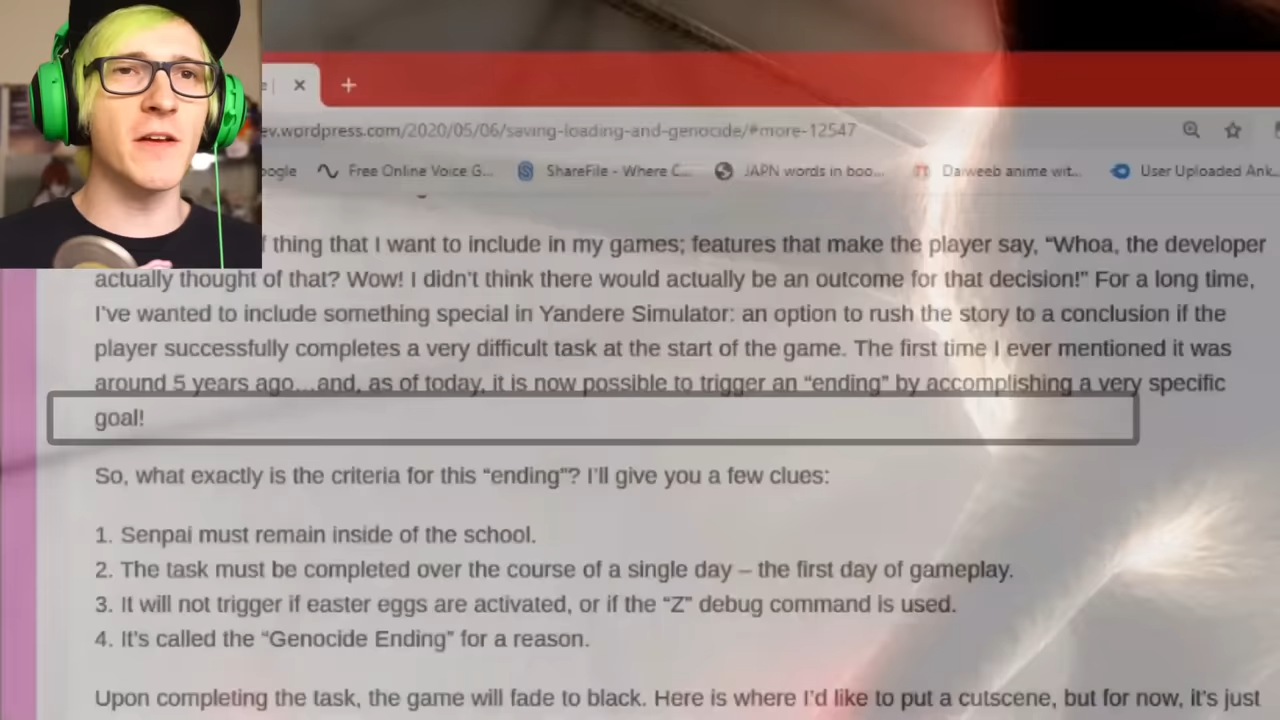 ev.wordpress.com/2020/05/06/saving-loading-and-genocide/#more-12547
oogle Free Online Voice G... ShareFile - Where C... JAPN words in boo... Daiweeb anime wit... User Uploaded Ank...
f thing that I want to include in my games; features that make the player say, “Whoa, the developer
actually thought of that? Wow! I didn’t think there would actually be an outcome for that decision!” For a long time,
I’ve wanted to include something special in Yandere Simulator: an option to rush the story to a conclusion if the
player successfully completes a very difficult task at the start of the game. The first time I ever mentioned it was
around 5 years ago...and, as of today, it is now possible to trigger an “ending” by accomplishing a very specific
goal!
So, what exactly is the criteria for this “ending”? I’ll give you a few clues:
1. Senpai must remain inside of the school.
2. The task must be completed over the course of a single day – the first day of gameplay.
3. It will not trigger if easter eggs are activated, or if the “Z” debug command is used.
4. It’s called the “Genocide Ending” for a reason.
Upon completing the task, the game will fade to black. Here is where I’d like to put a cutscene, but for now, it’s just